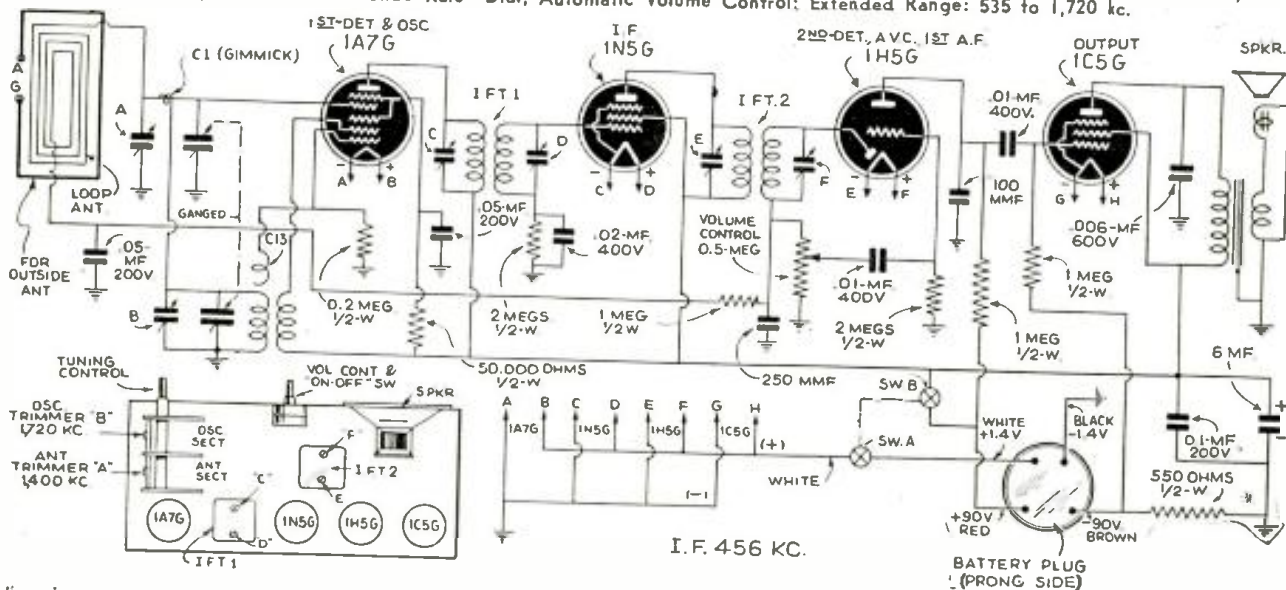 Dial, Automatic Volume Control; Extended Range: 535 to 1,720 kc.
1ST-DET & OSC
1A7G
I.F.
1N5G
2ND-DET., A.V.C. 1ST A.F.
1H5G
OUTPUT
1C5G
SPKR.
A
G
C1 (GIMMICK)
A
LOOP
ANT.
GANGED
C13
FOR
OUTSIDE
ANT
.05-
MF
200V
B
I FT 1
C
D
- +
A B
.05-MF
200V
0.2 MEG
1/2-W
50,000 OHMS
1/2-W
- +
C D
.02-MF
400V
2 MEGS
1/2-W
I FT.2
E
F
VOLUME
CONTROL
0.5-MEG
1 MEG
1/2W
250 MMF
- +
E F
.01-MF
400V
2 MEGS
1/2-W
.01-MF
400V
100
MMF
1 MEG
1/2-W
- +
G H
1 MEG
1/2-W
.006-MF
600V
6 MF
+
-
0.1-MF
200V
550 OHMS
1/2-W
TUNING
CONTROL
VOL CONT &
"ON-OFF" SW
SPKR
OSC
TRIMMER "B"
1,720 KC
ANT
TRIMMER "A"
1,400 KC
OSC
SECT
ANT
SECT
"F"
I FT2
E
"C"
"D"
I FT1
1A7G
1N5G
1H5G
1C5G
A B C D E F G H
1A7G 1N5G 1H5G 1C5G
(+)
(-)
WHITE
SW. A
SW. B
WHITE
+1.4V
BLACK
-1.4V
+90V
RED
-90V
BROWN
BATTERY PLUG
(PRONG SIDE)
I.F. 456 KC.